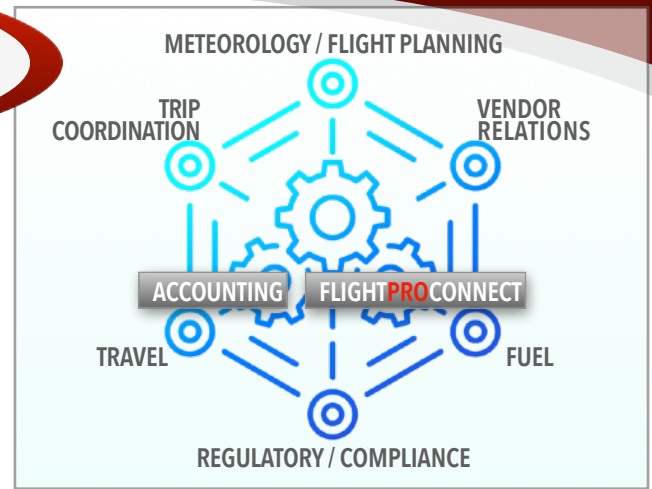 METEOROLOGY / FLIGHT PLANNING
TRIP
COORDINATION
VENDOR
RELATIONS
ACCOUNTING
FLIGHTPROCONNECT
TRAVEL
FUEL
REGULATORY / COMPLIANCE